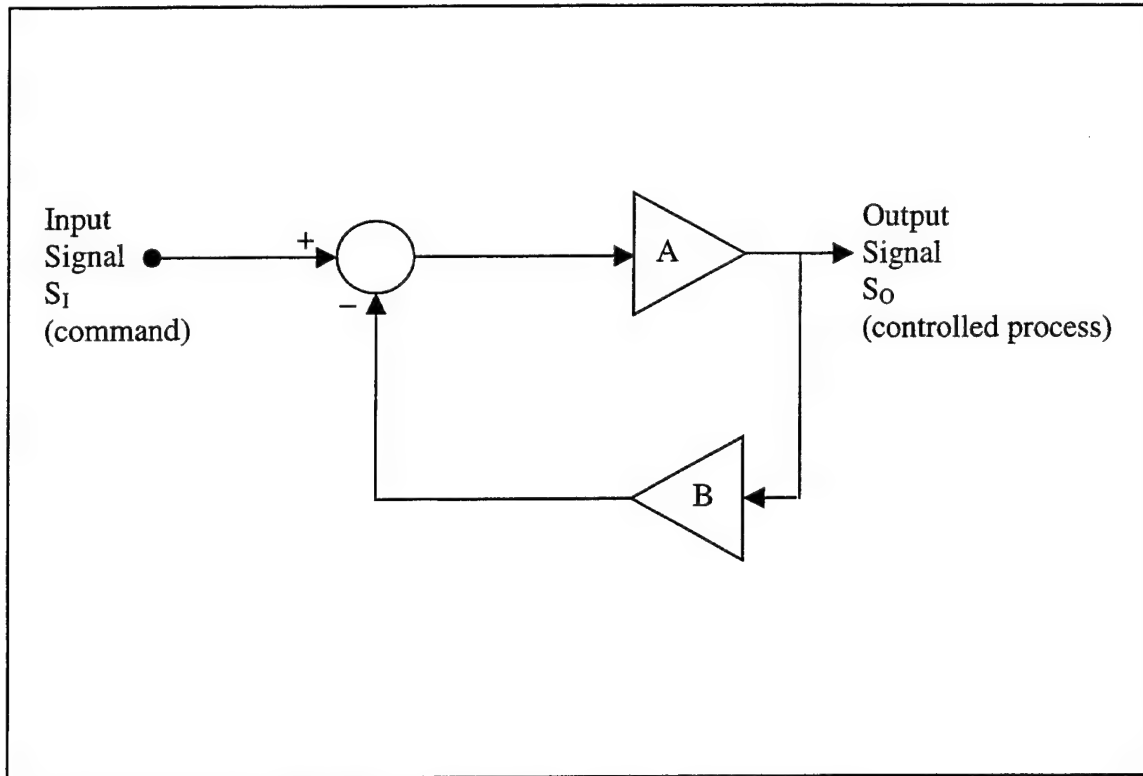 Input
Signal
S_I
(command)
+
−
A
B
Output
Signal
S_O
(controlled process)